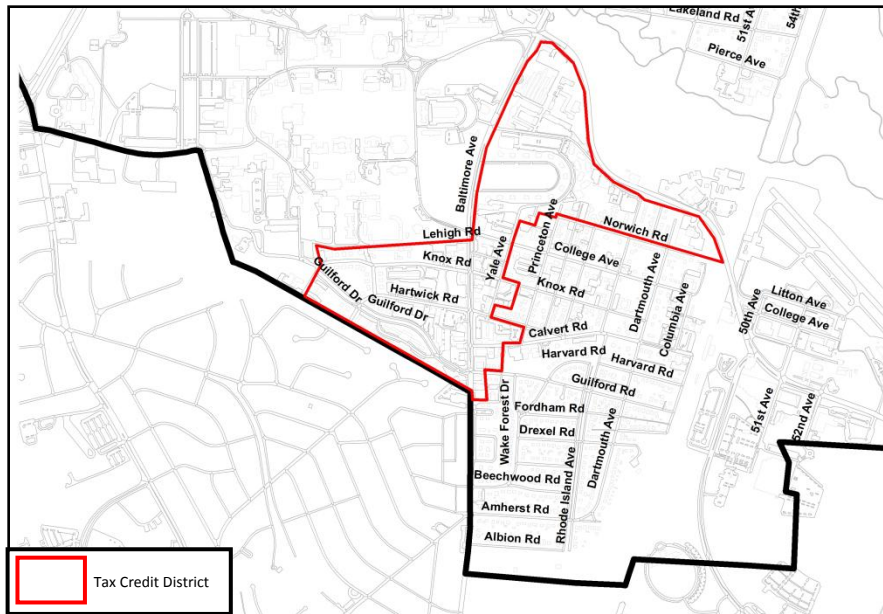 Lakeland Rd
51st A
54th
Pierce Ave
Baltimore Ave
Lehigh Rd
Knox Rd
Guilford Dr
Hartwick Rd
Guilford Dr
Yale Ave
Princeton Ave
Norwich Rd
College Ave
Knox Rd
Dartmouth Ave
Columbia Ave
Calvert Rd
Harvard Rd
Harvard Rd
Guilford Rd
50th Ave
Litton Ave
College Ave
51st Ave
52nd Ave
Wake Forest Dr
Fordham Rd
Drexel Rd
Dartmouth Ave
Rhode Island Ave
Beechwood Rd
Amherst Rd
Albion Rd
Tax Credit District